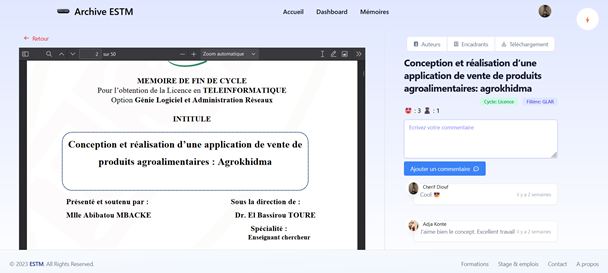 Archive ESTM
Accueil Dashboard Mémoires
← Retour
2 sur 50 Zoom automatique
MEMOIRE DE FIN DE CYCLE
Pour l'obtention de la Licence en TELEINFORMATIQUE
Option Génie Logiciel et Administration Réseaux
INTITULE
Conception et réalisation d'une application de vente de
produits agroalimentaires : Agrokhidma
Présenté et soutenu par :
Sous la direction de :
Mlle Abibatou MBACKE
Dr. El Bassirou TOURE
Spécialité :
Enseignant chercheur
Auteurs Encadrants Téléchargement
Conception et réalisation d'une
application de vente de produits
agroalimentaires: agrokhidma
Cycle: Licence Filière: GLAR
: 3 : 1
Ecrivez votre commentaire
Ajouter un commentaire
Cherif Diouf
Cool 😍
il y a 2 semaines
Adja Konte
J'aime bien le concept. Excellent travail
il y a 2 semaines
© 2023 ESTM. All Rights Reserved.
Formations Stage & emplois Contact A propos